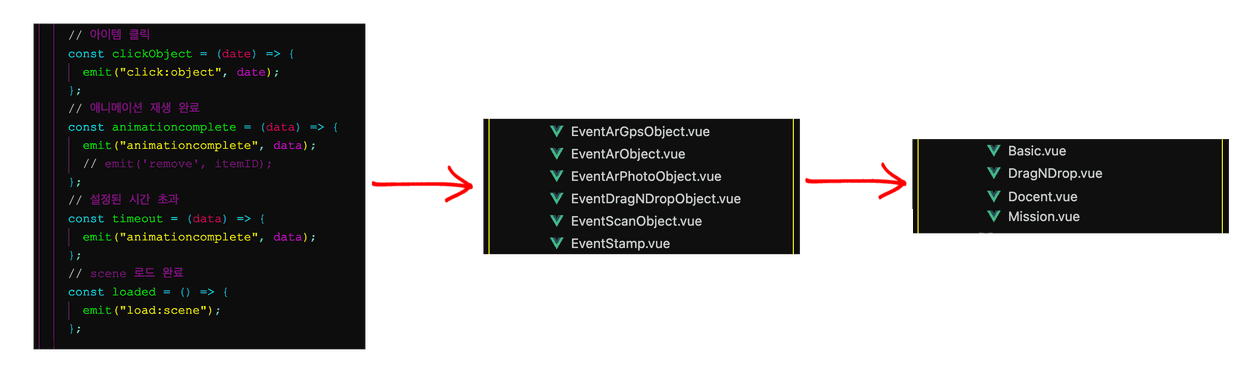 // 아이템 클릭
const clickObject = (date) => {
emit("click:object", date);
};
// 애니메이션 재생 완료
const animationcomplete = (data) => {
emit("animationcomplete", data);
// emit('remove', itemID);
};
// 설정된 시간 초과
const timeout = (data) => {
emit("animationcomplete", data);
};
// scene 로드 완료
const loaded = () => {
emit("load:scene");
};
EventArGpsObject.vue
EventArObject.vue
EventArPhotoObject.vue
EventDragNDropObject.vue
EventScanObject.vue
EventStamp.vue
Basic.vue
DragNDrop.vue
Docent.vue
Mission.vue